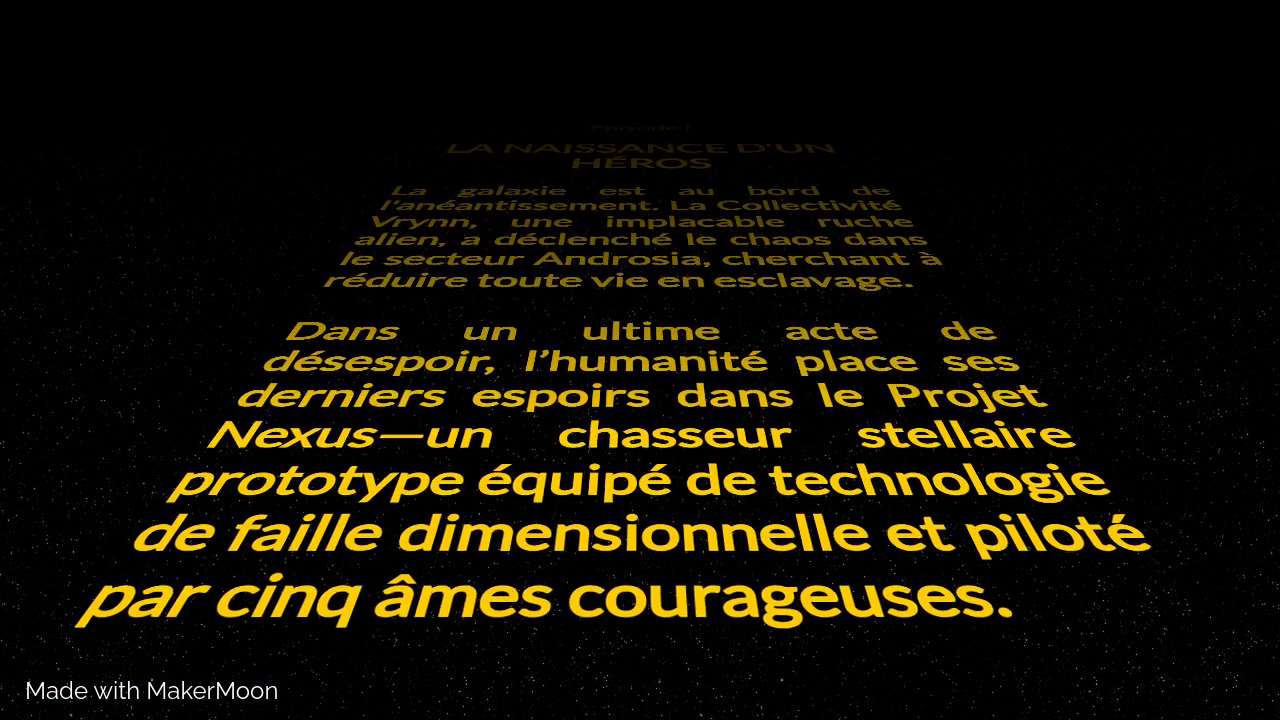 Épisode I
LA NAISSANCE D'UN
HÉROS
La galaxie est au bord de
l'anéantissement. La Collectivité
Vrynn, une implacable ruche
alien, a déclenché le chaos dans
le secteur Androsia, cherchant à
réduire toute vie en esclavage.
Dans un ultime acte de
désespoir, l’humanité place ses
derniers espoirs dans le Projet
Nexus—un chasseur stellaire
prototype équipé de technologie
de faille dimensionnelle et piloté
par cinq âmes courageuses.
Made with MakerMoon